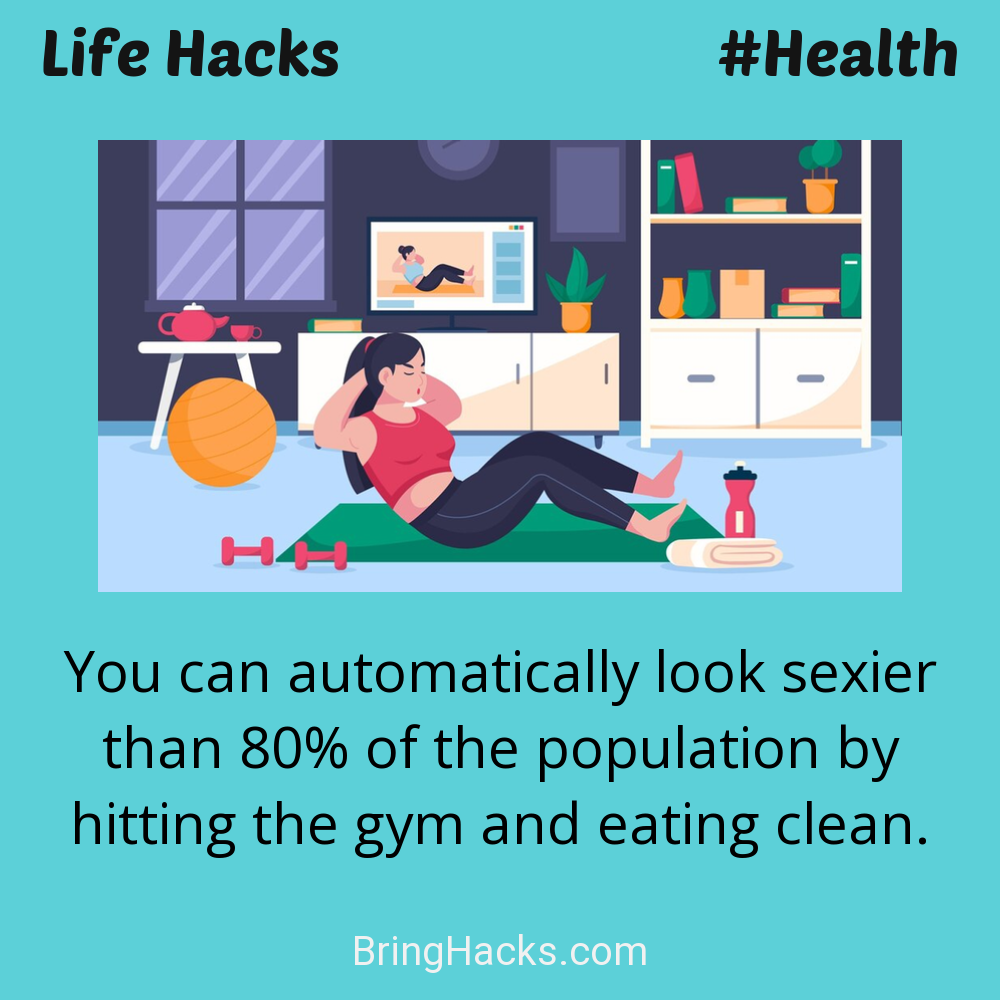 Life Hacks
#Health
You can automatically look sexier
than 80% of the population by
hitting the gym and eating clean.
BringHacks.com